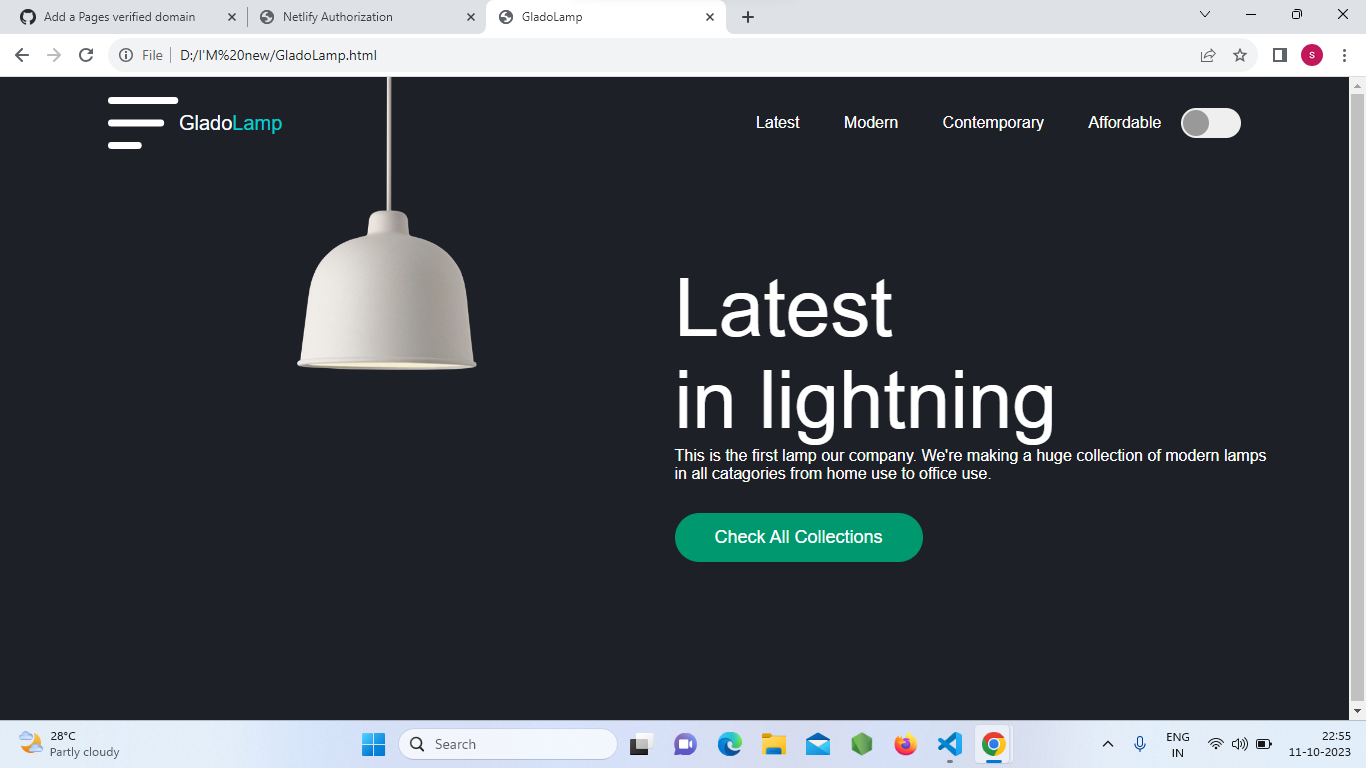 Add a Pages verified domain
Netlify Authorization
GladoLamp
File
D:/I'M%20new/GladoLamp.html
S
GladoLamp
Latest
Modern
Contemporary
Affordable
Latest
in lightning
This is the first lamp our company. We're making a huge collection of modern lamps
in all catagories from home use to office use.
Check All Collections
28°C
Partly cloudy
Search
ENG
IN
22:55
11-10-2023